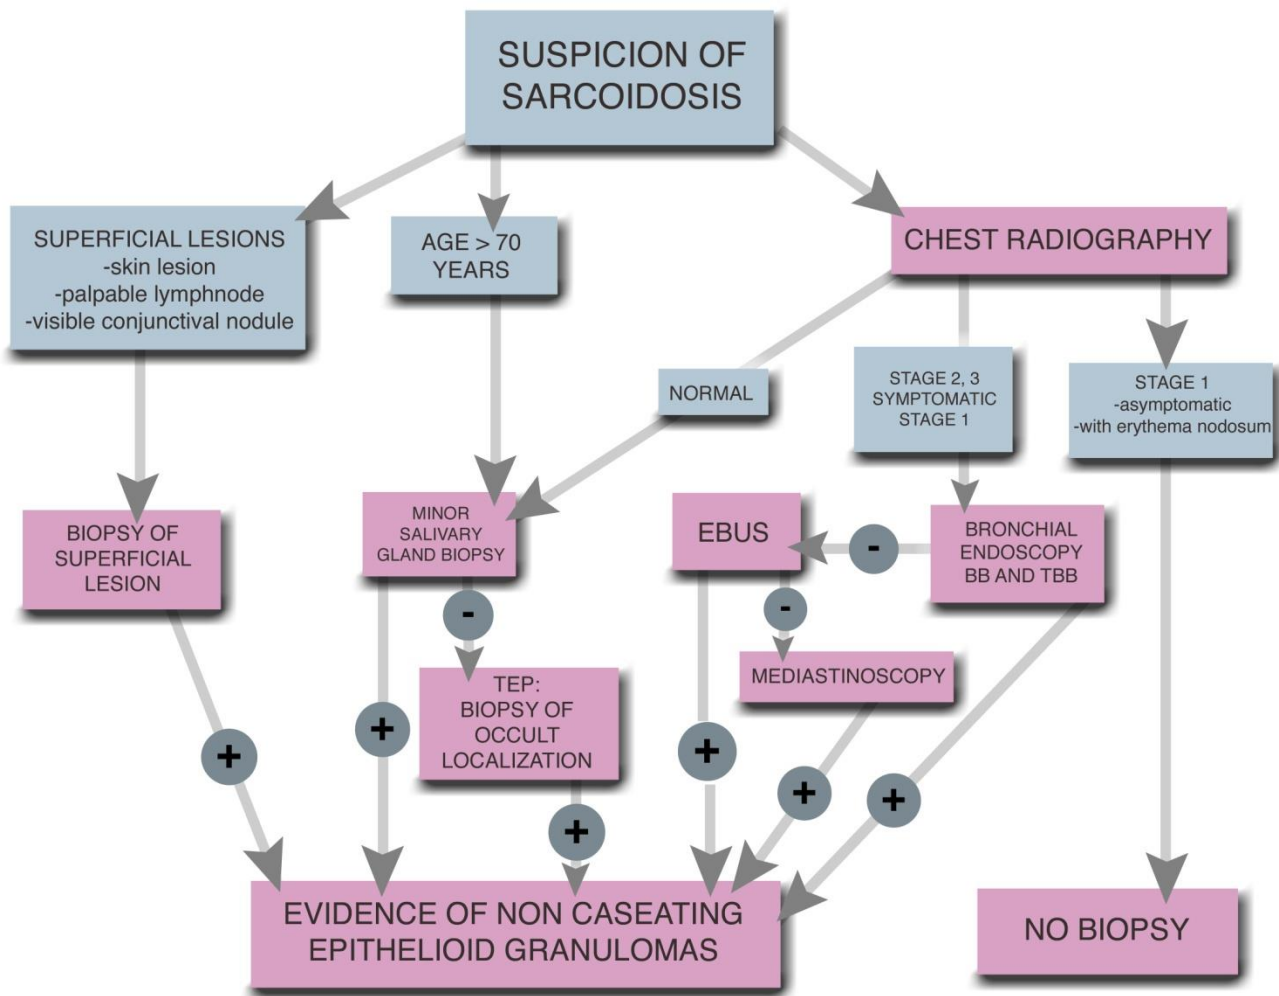 SUSPICION OF
SARCOIDOSIS
SUPERFICIAL LESIONS
-skin lesion
-palpable lymphnode
-visible conjunctival nodule
AGE > 70
YEARS
CHEST RADIOGRAPHY
NORMAL
STAGE 2, 3
SYMPTOMATIC
STAGE 1
STAGE 1
-asymptomatic
-with erythema nodosum
BIOPSY OF
SUPERFICIAL
LESION
MINOR
SALIVARY
GLAND BIOPSY
EBUS
-
BRONCHIAL
ENDOSCOPY
BB AND TBB
-
-
TEP:
BIOPSY OF
OCCULT
LOCALIZATION
MEDIASTINOSCOPY
+
+
+
+
+
+
EVIDENCE OF NON CASEATING
EPITHELIOID GRANULOMAS
NO BIOPSY